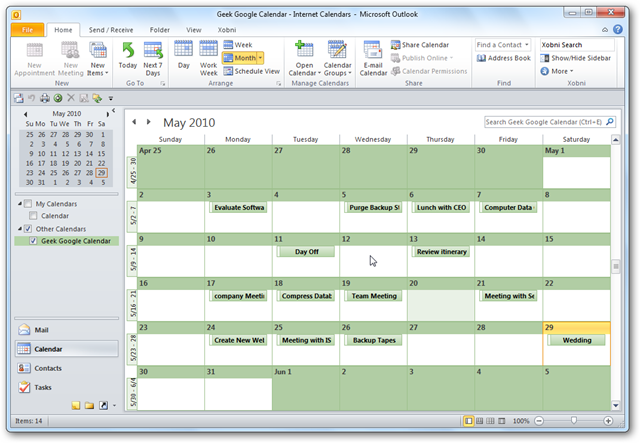 Geek Google Calendar - Internet Calendars - Microsoft Outlook
File Home Send / Receive Folder View Xobni
New Appointment
New Meeting
New Items
New
Today
Next 7 Days
Go To
Day
Work Week
Week
Month
Schedule View
Arrange
Open Calendar
Calendar Groups
Manage Calendars
E-mail Calendar
Share Calendar
Publish Online
Calendar Permissions
Share
Find a Contact
Address Book
Find
Xobni Search
Show/Hide Sidebar
More
Xobni
May 2010
Su Mo Tu We Th Fr Sa
25 26 27 28 29 30 1
2 3 4 5 6 7 8
9 10 11 12 13 14 15
16 17 18 19 20 21 22
23 24 25 26 27 28 29
30 31 1 2 3 4 5
My Calendars
Calendar
Other Calendars
Geek Google Calendar
Mail
Calendar
Contacts
Tasks
May 2010
Search Geek Google Calendar (Ctrl+E)
Sunday Monday Tuesday Wednesday Thursday Friday Saturday
4/25 - 30
Apr 25 26 27 28 29 30 May 1
5/2 - 7
2 3 4 5 6 7 8
Evaluate Softwa Purge Backup S Lunch with CEO Computer Data
5/9 - 14
9 10 11 12 13 14 15
Day Off Review itinerary
5/16 - 21
16 17 18 19 20 21 22
company Meeti Compress Datab Team Meeting Meeting with Se
5/23 - 28
23 24 25 26 27 28 29
Create New Wel Meeting with IS Backup Tapes Wedding
5/30 - 6/4
30 31 Jun 1 2 3 4 5
Items: 14
100%